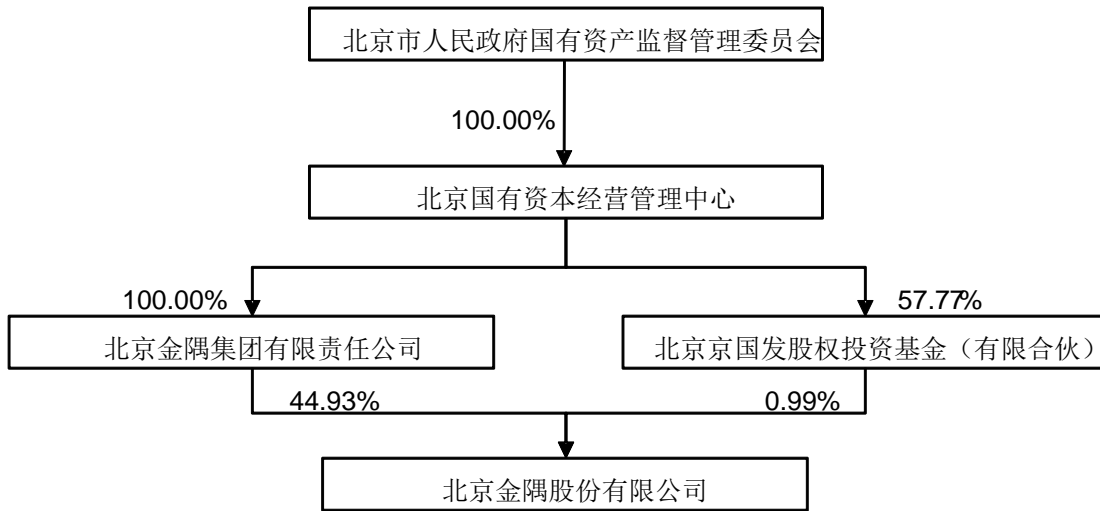 北京市人民政府国有资产监督管理委员会
100.00%
北京国有资本经营管理中心
100.00%
57.77%
北京金隅集团有限责任公司
北京京国发股权投资基金（有限合伙）
44.93%
0.99%
北京金隅股份有限公司